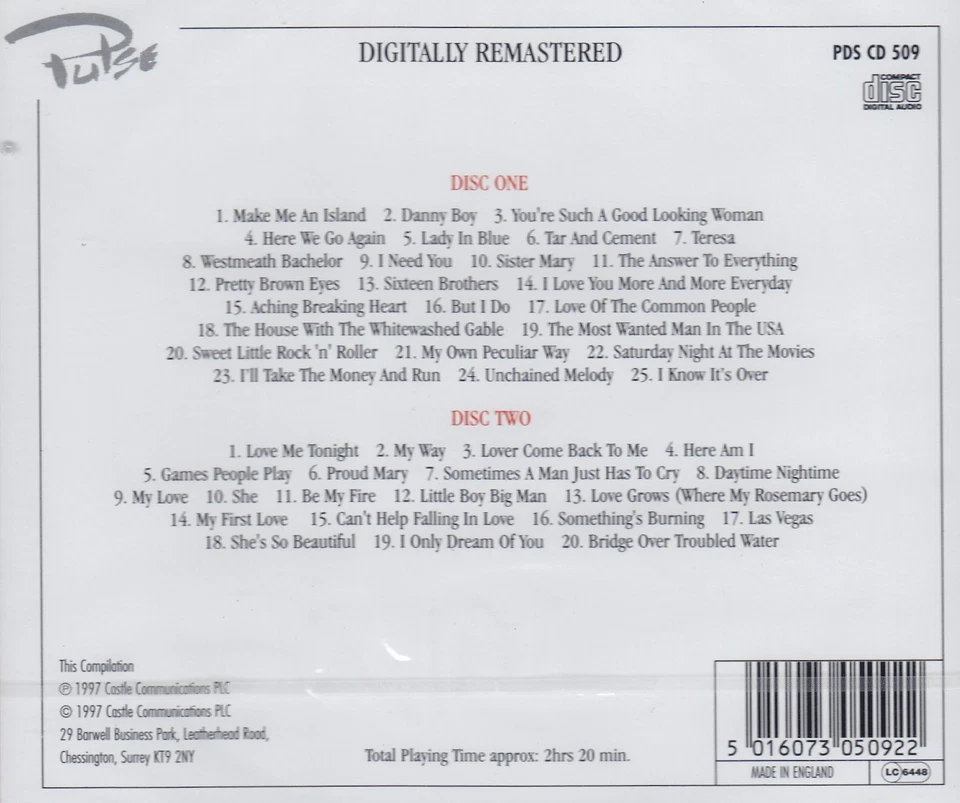 Pulse
DIGITALLY REMASTERED
PDS CD 509
COMPACT
disc
DIGITAL AUDIO
DISC ONE
1. Make Me An Island 2. Danny Boy 3. You're Such A Good Looking Woman
4. Here We Go Again 5. Lady In Blue 6. Tar And Cement 7. Teresa
8. Westmeath Bachelor 9. I Need You 10. Sister Mary 11. The Answer To Everything
12. Pretty Brown Eyes 13. Sixteen Brothers 14. I Love You More And More Everyday
15. Aching Breaking Heart 16. But I Do 17. Love Of The Common People
18. The House With The Whitewashed Gable 19. The Most Wanted Man In The USA
20. Sweet Little Rock 'n' Roller 21. My Own Peculiar Way 22. Saturday Night At The Movies
23. I'll Take The Money And Run 24. Unchained Melody 25. I Know It's Over
DISC TWO
1. Love Me Tonight 2. My Way 3. Lover Come Back To Me 4. Here Am I
5. Games People Play 6. Proud Mary 7. Sometimes A Man Just Has To Cry 8. Daytime Nightime
9. My Love 10. She 11. Be My Fire 12. Little Boy Big Man 13. Love Grows (Where My Rosemary Goes)
14. My First Love 15. Can't Help Falling In Love 16. Something's Burning 17. Las Vegas
18. She's So Beautiful 19. I Only Dream Of You 20. Bridge Over Troubled Water
This Compilation
℗ 1997 Castle Communications PLC
© 1997 Castle Communications PLC
29 Barwell Business Park, Leatherhead Road,
Chessington, Surrey KT9 2NY
Total Playing Time approx: 2hrs 20 min.
5 016073 050922
MADE IN ENGLAND
LC 6448